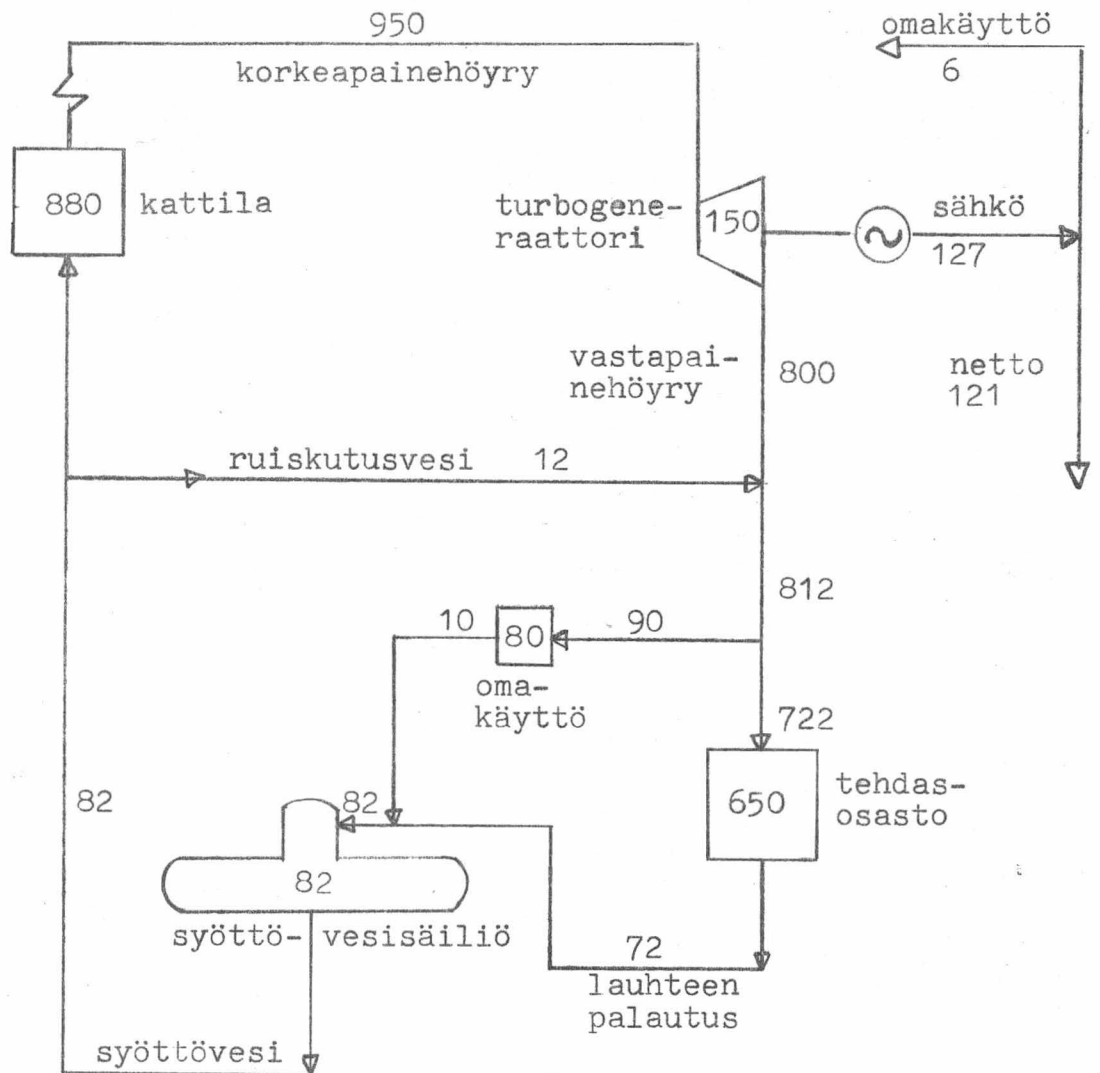 950
korkeapainehöyry
omakäyttö
6
880
kattila
turbogene-
raattori
150
sähkö
127
vastapai-
nehöyry
800
netto
121
ruiskutusvesi 12
812
10
80
90
oma-
käyttö
722
82
82
650
tehdas-
osasto
82
syöttö- vesisäiliö
72
lauhteen
palautus
syöttövesi